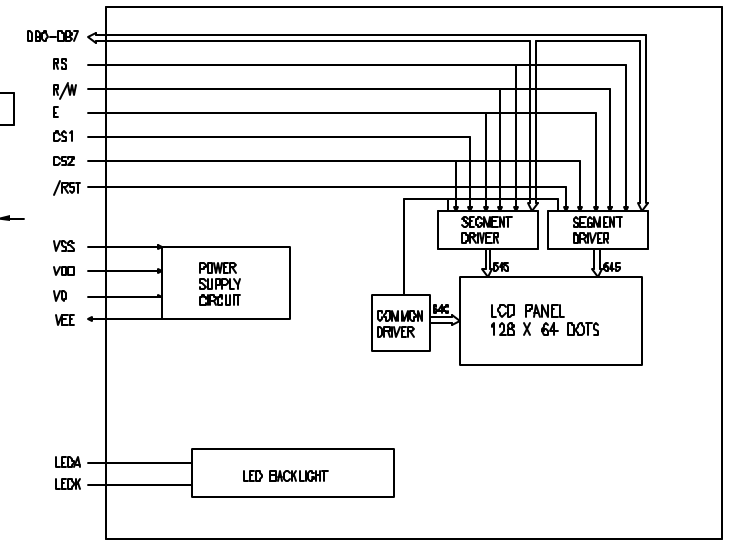 DB0-DB7
RS
R/W
E
CS1
CS2
/RST
SEGMENT
DRIVER
SEGMENT
DRIVER
VSS
VDD
V0
VEE
POWER
SUPPLY
CIRCUIT
64S
64S
COMMON
DRIVER
64C
LCD PANEL
128 X 64 DOTS
LEDA
LEDK
LED BACKLIGHT